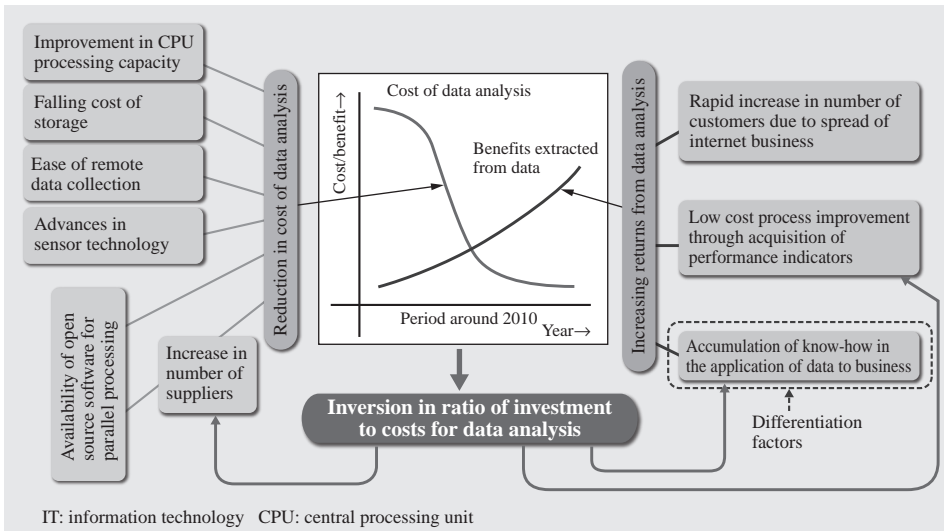 Improvement in CPU
processing capacity
Falling cost of
storage
Ease of remote
data collection
Advances in
sensor technology
Availability of open
source software for
parallel processing
Increase in
number of
suppliers
Reduction in cost of data analysis
Cost/benefit→
Cost of data analysis
Benefits extracted
from data
Period around 2010
Year→
Increasing returns from data analysis
Rapid increase in number of
customers due to spread of
internet business
Low cost process improvement
through acquisition of
performance indicators
Accumulation of know-how in
the application of data to business
Differentiation
factors
Inversion in ratio of investment
to costs for data analysis
IT: information technology CPU: central processing unit